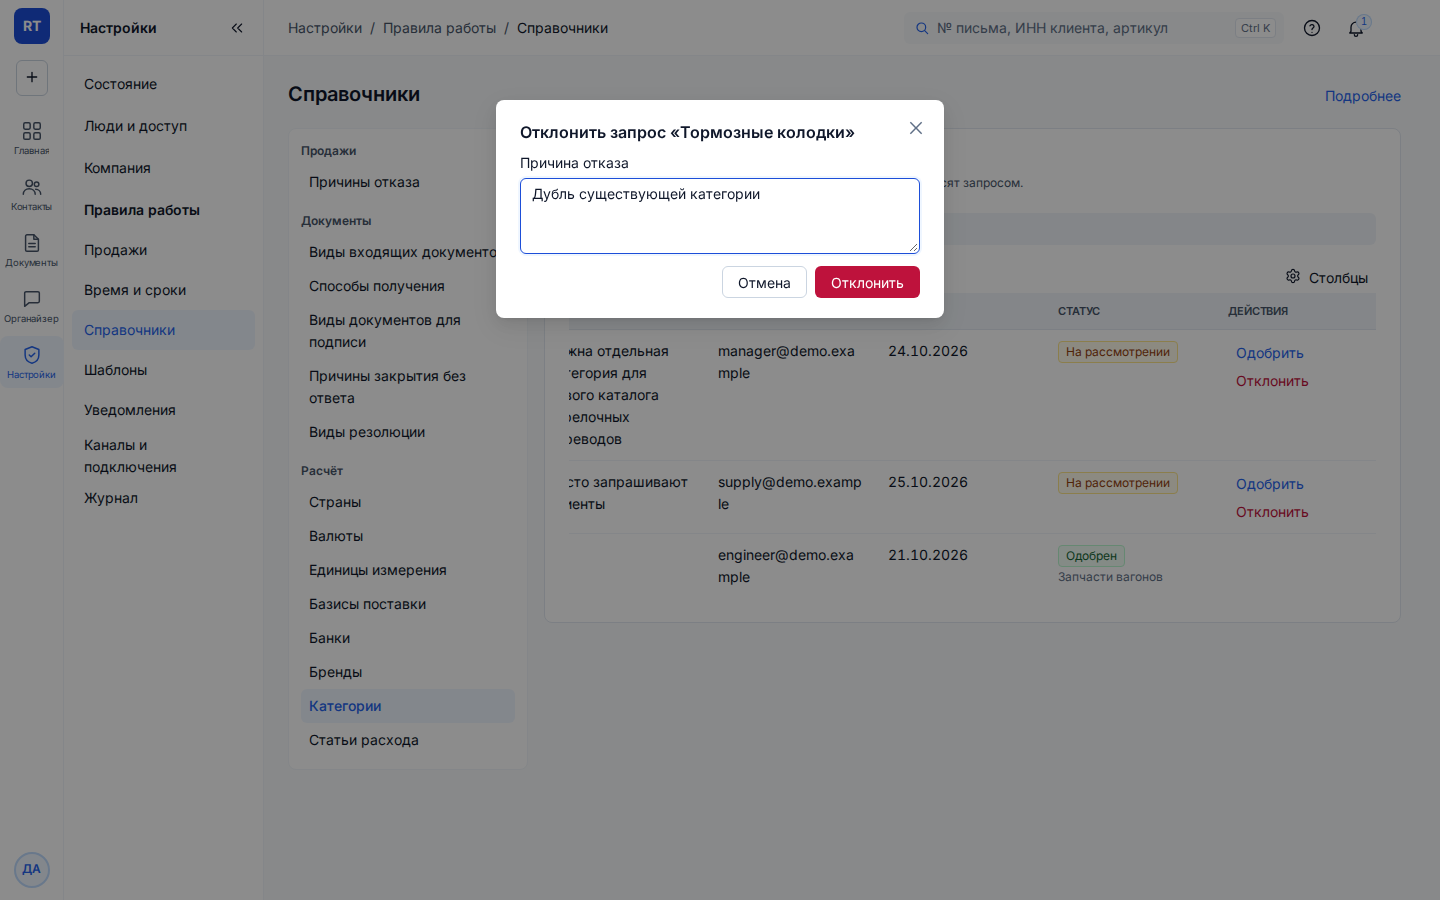 RT
Настройки
Настройки / Правила работы / Справочники
№ письма, ИНН клиента, артикул
Ctrl K
1
Главная
Контакты
Документы
Органайзер
Настройки
ДА
Состояние
Люди и доступ
Компания
Правила работы
Продажи
Время и сроки
Справочники
Шаблоны
Уведомления
Каналы и
подключения
Журнал
Справочники
Подробнее
Продажи
Причины отказа
Документы
Виды входящих документо
Способы получения
Виды документов для
подписи
Причины закрытия без
ответа
Виды резолюции
Расчёт
Страны
Валюты
Единицы измерения
Базисы поставки
Банки
Бренды
Категории
Статьи расхода
Отклонить запрос «Тормозные колодки»
Причина отказа
Дубль существующей категории
Отмена
Отклонить
запросом.
Столбцы
СТАТУС
ДЕЙСТВИЯ
отдельная
для
каталога
manager@demo.exa
mple
24.10.2026
На рассмотрении
Одобрить
Отклонить
запрашивают
supply@demo.examp
le
25.10.2026
На рассмотрении
Одобрить
Отклонить
engineer@demo.exa
mple
21.10.2026
Одобрен
Запчасти вагонов